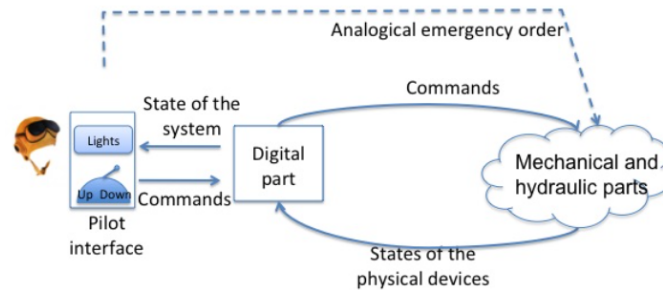 Analogical emergency order
Commands
State of the
system
Lights
Digital
part
Mechanical and
hydraulic parts
Up Down
Commands
Pilot
interface
States of the
physical devices